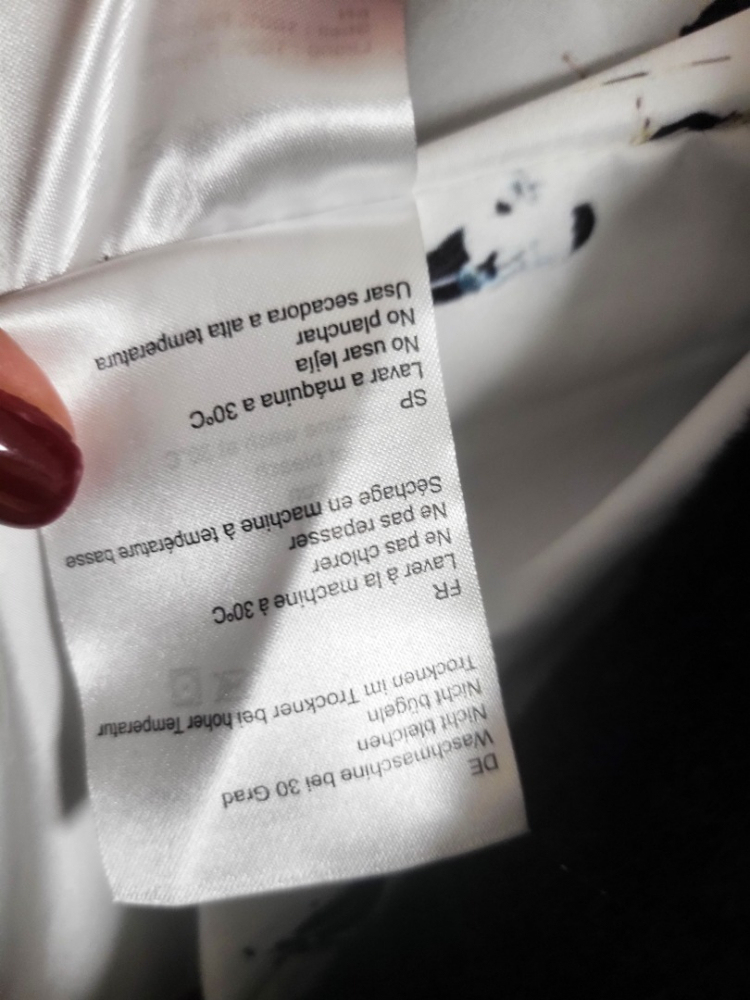 DE
Waschmaschine bei 30 Grad
Nicht bleichen
Nicht bügeln
Trocknen im Trockner bei hoher Temperatur
FR
Laver à la machine à 30ºC
Ne pas chlorer
Ne pas repasser
Séchage en machine à température basse
SP
Lavar a máquina a 30ºC
No usar lejía
No planchar
Usar secadora a alta temperatura